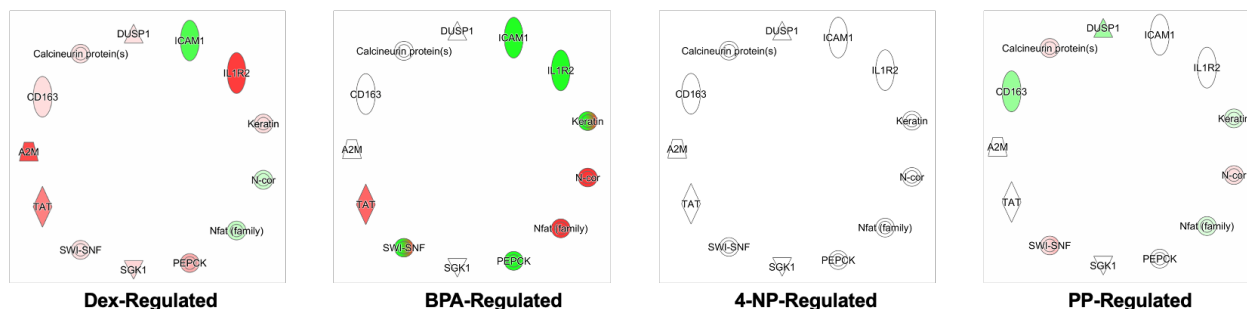 DUSP1
ICAM1
Calcineurin protein(s)
IL1R2
CD163
Keratin
A2M
N-cor
TAT
Nfat (family)
SWI-SNF
PEPCK
SGK1
Dex-Regulated
DUSP1
ICAM1
Calcineurin protein(s)
IL1R2
CD163
Keratin
A2M
N-cor
TAT
Nfat (family)
SWI-SNF
PEPCK
SGK1
BPA-Regulated
DUSP1
ICAM1
Calcineurin protein(s)
IL1R2
CD163
Keratin
A2M
N-cor
TAT
Nfat (family)
SWI-SNF
PEPCK
SGK1
4-NP-Regulated
DUSP1
ICAM1
Calcineurin protein(s)
IL1R2
CD163
Keratin
A2M
N-cor
TAT
Nfat (family)
SWI-SNF
PEPCK
SGK1
PP-Regulated